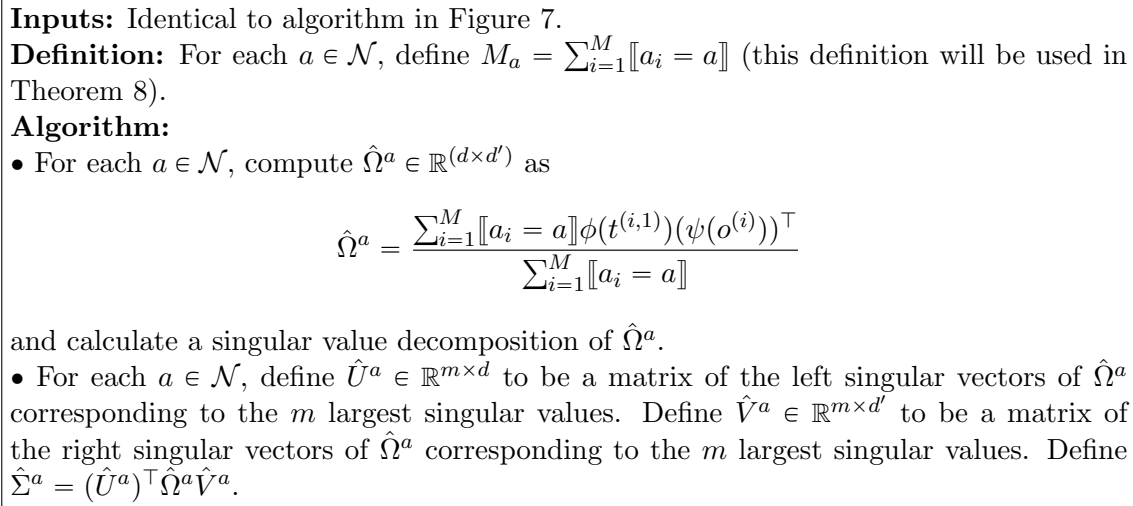 Inputs: Identical to algorithm in Figure 7.
Definition: For each a ∈ 𝒩, define M_a = ∑_{i=1}^{M} ⟦a_i = a⟧ (this definition will be used in
Theorem 8).
Algorithm:
• For each a ∈ 𝒩, compute Ω̂^a ∈ ℝ^{(d×d′)} as
Ω̂^a = \frac{∑_{i=1}^{M} ⟦a_i = a⟧ϕ(t^{(i,1)})(ψ(o^{(i)}))^⊤}{∑_{i=1}^{M} ⟦a_i = a⟧}
and calculate a singular value decomposition of Ω̂^a.
• For each a ∈ 𝒩, define Û^a ∈ ℝ^{m×d} to be a matrix of the left singular vectors of Ω̂^a
corresponding to the m largest singular values. Define V̂^a ∈ ℝ^{m×d′} to be a matrix of
the right singular vectors of Ω̂^a corresponding to the m largest singular values. Define
Σ̂^a = (Û^a)^⊤Ω̂^aV̂^a.